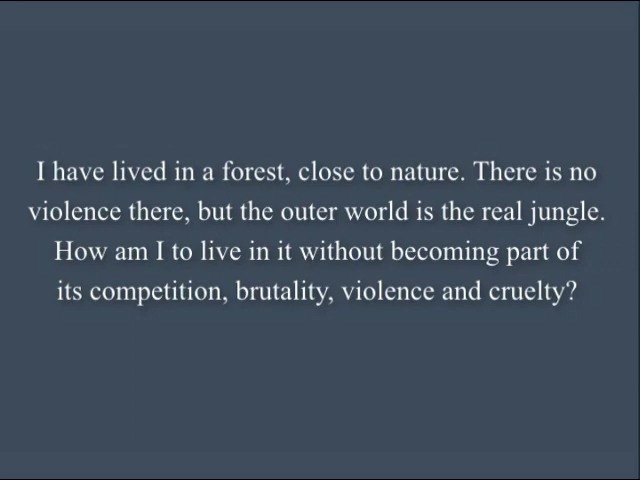 I have lived in a forest, close to nature. There is no
violence there, but the outer world is the real jungle.
How am I to live in it without becoming part of
its competition, brutality, violence and cruelty?